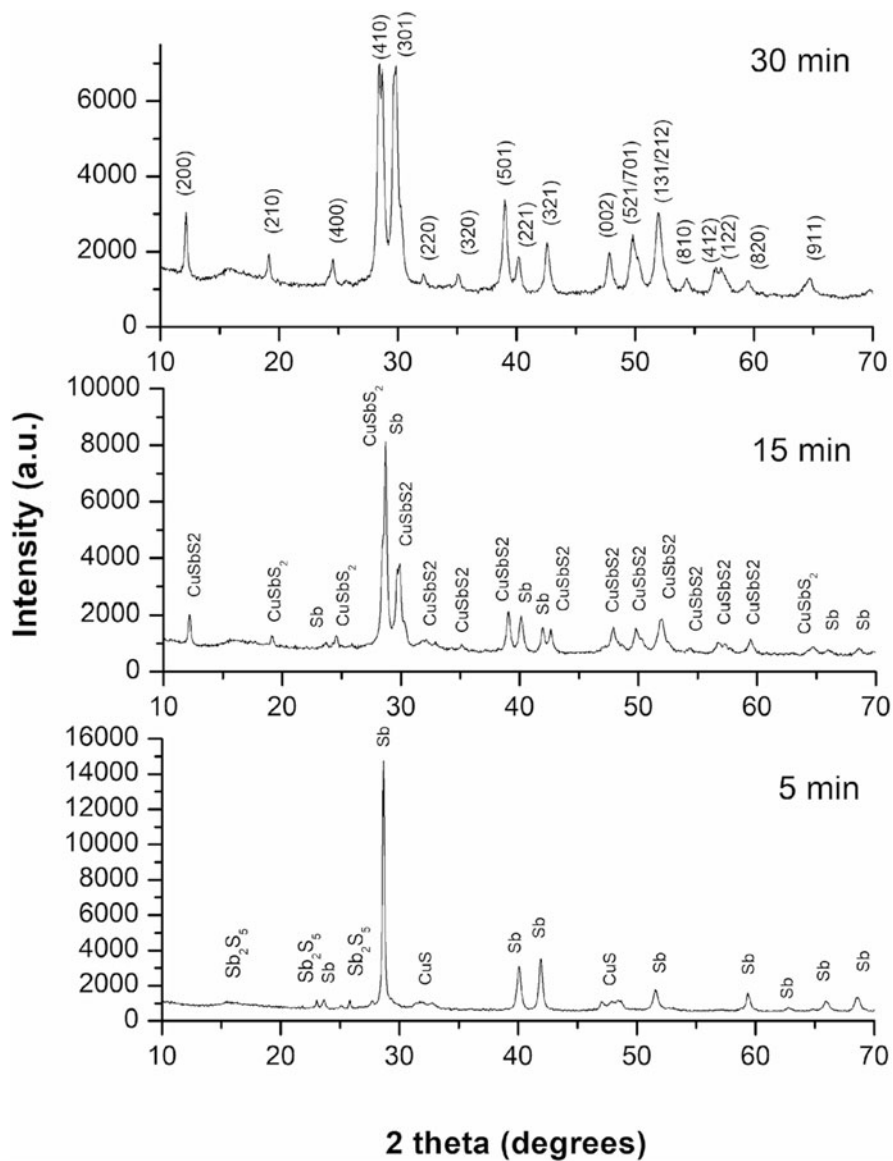 Intensity (a.u.)
30 min
(200)
(210)
(400)
(410)
(301)
(220)
(320)
(501)
(221)
(321)
(002)
(521/701)
(131/212)
(810)
(412)
(122)
(820)
(911)
6000
4000
2000
0
10 20 30 40 50 60 70
15 min
CuSbS2
CuSbS₂
Sb
CuSbS₂
CuSbS₂
Sb
CuSbS2
CuSbS2
CuSbS2
CuSbS2
Sb
Sb
CuSbS2
CuSbS2
CuSbS2
CuSbS2
CuSbS2
CuSbS2
CuSbS2
CuSbS₂
Sb
Sb
10000
8000
6000
4000
2000
0
10 20 30 40 50 60 70
5 min
Sb₂S₅
Sb₂S₅
Sb
Sb₂S₅
Sb
CuS
Sb
Sb
CuS
Sb
Sb
Sb
Sb
Sb
16000
14000
12000
10000
8000
6000
4000
2000
0
10 20 30 40 50 60 70
2 theta (degrees)